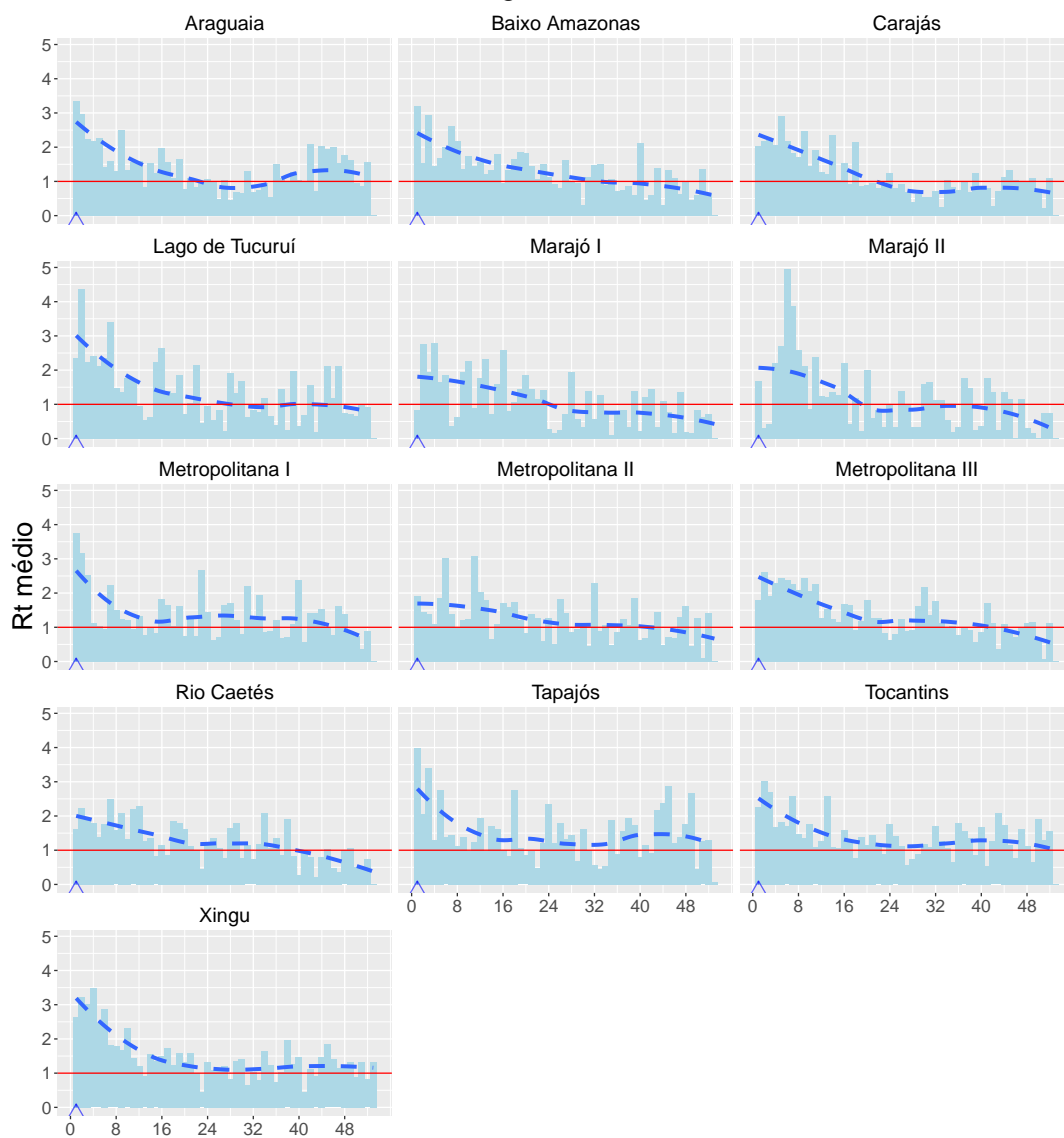 Araguaia
Baixo Amazonas
Carajás
5
4
3
2
1
0
Lago de Tucuruí
Marajó I
Marajó II
5
4
3
2
1
0
Metropolitana I
Metropolitana II
Metropolitana III
Rt médio
5
4
3
2
1
0
Rio Caetés
Tapajós
Tocantins
5
4
3
2
1
0
0 8 16 24 32 40 48
0 8 16 24 32 40 48
Xingu
5
4
3
2
1
0
0 8 16 24 32 40 48